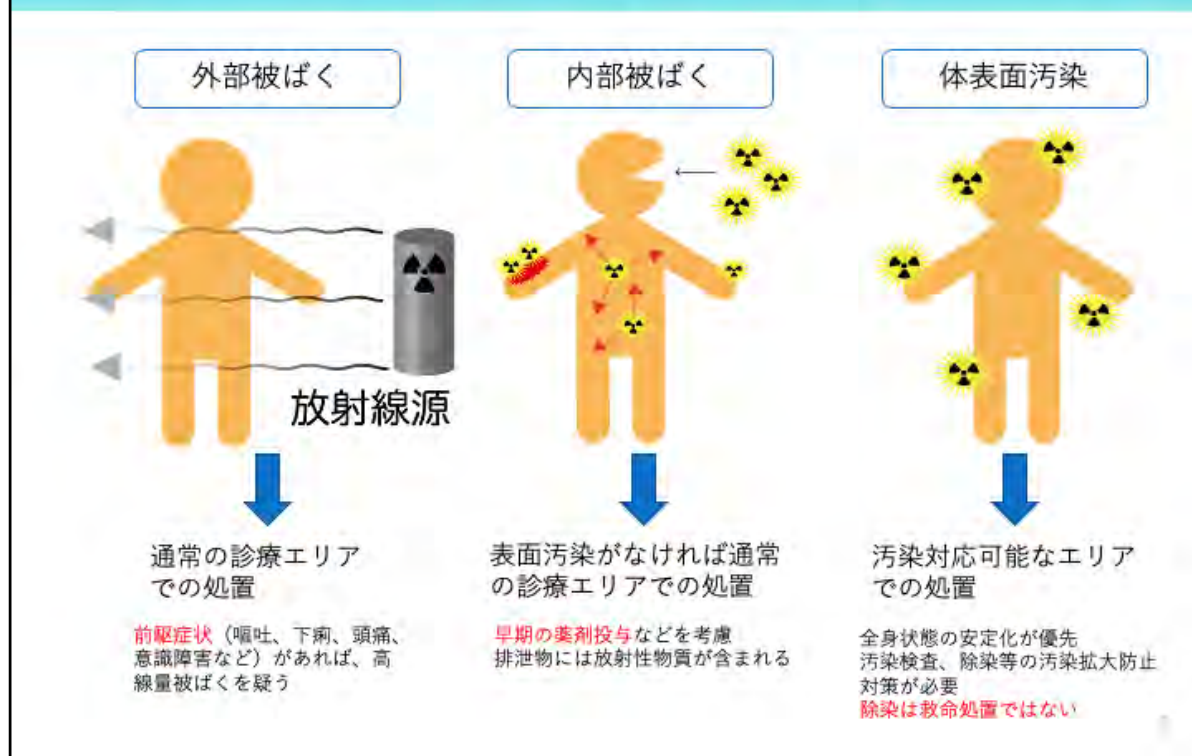 外部被ばく
内部被ばく
体表面汚染
放射線源
通常の診療エリア
での処置
前駆症状（嘔吐、下痢、頭痛、
意識障害など）があれば、高
線量被ばくを疑う
表面汚染がなければ通常
の診療エリアでの処置
早期の薬剤投与などを考慮
排泄物には放射性物質が含まれる
汚染対応可能なエリア
での処置
全身状態の安定化が優先
汚染検査、除染等の汚染拡大防止
対策が必要
除染は救命処置ではない